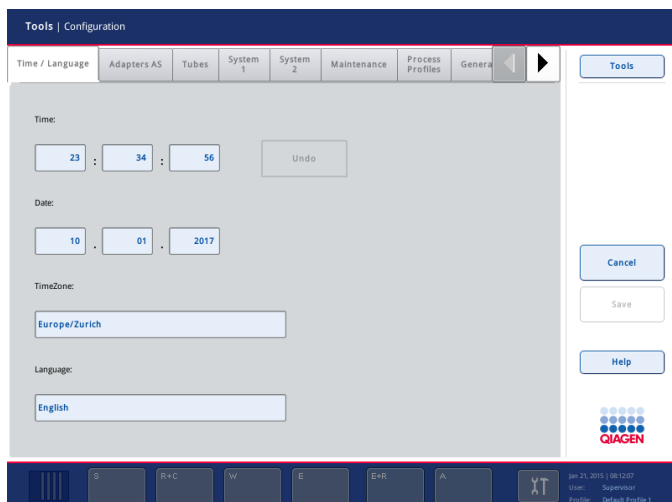 Tools | Configuration
Time / Language
Adapters AS
Tubes
System 1
System 2
Maintenance
Process Profiles
Genera
Tools
Time:
23 : 34 : 56
Undo
Date:
10 . 01 . 2017
Cancel
TimeZone:
Save
Europe/Zurich
Help
Language:
English
QIAGEN
S
R+C
W
E
E+R
A
Jan 21, 2015 | 08:12:07
User: Supervisor
Profile: Default Profile 1